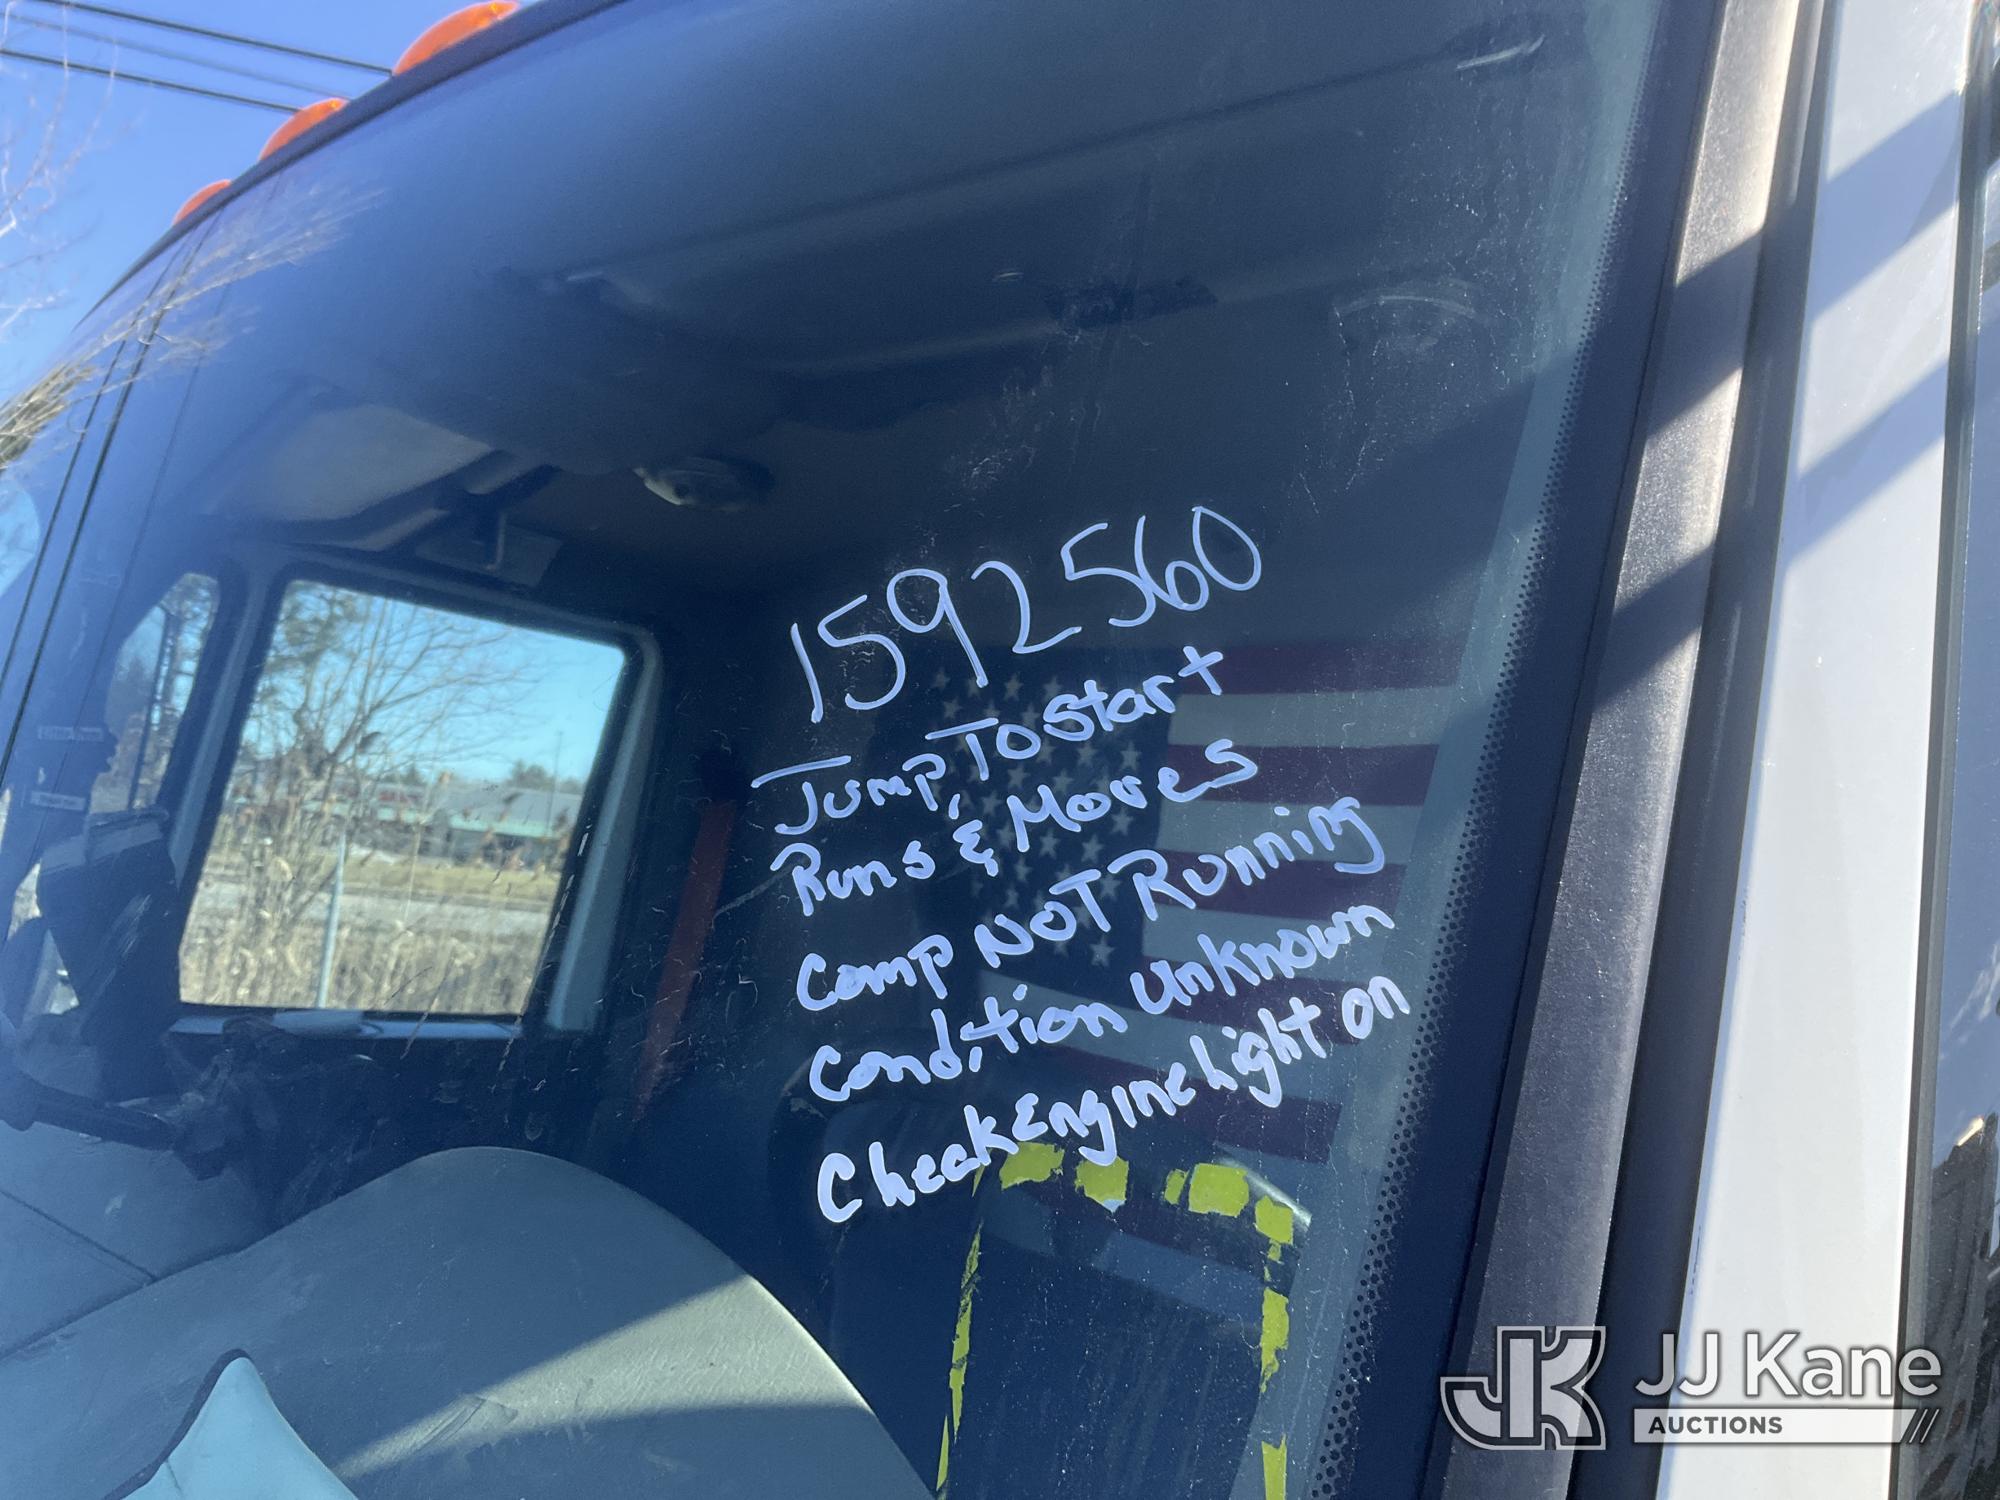 1592560
Jump To Start
Runs & Moves
Comp NOT Running
Condition Unknown
Check Engine Light on
JJ Kane
AUCTIONS